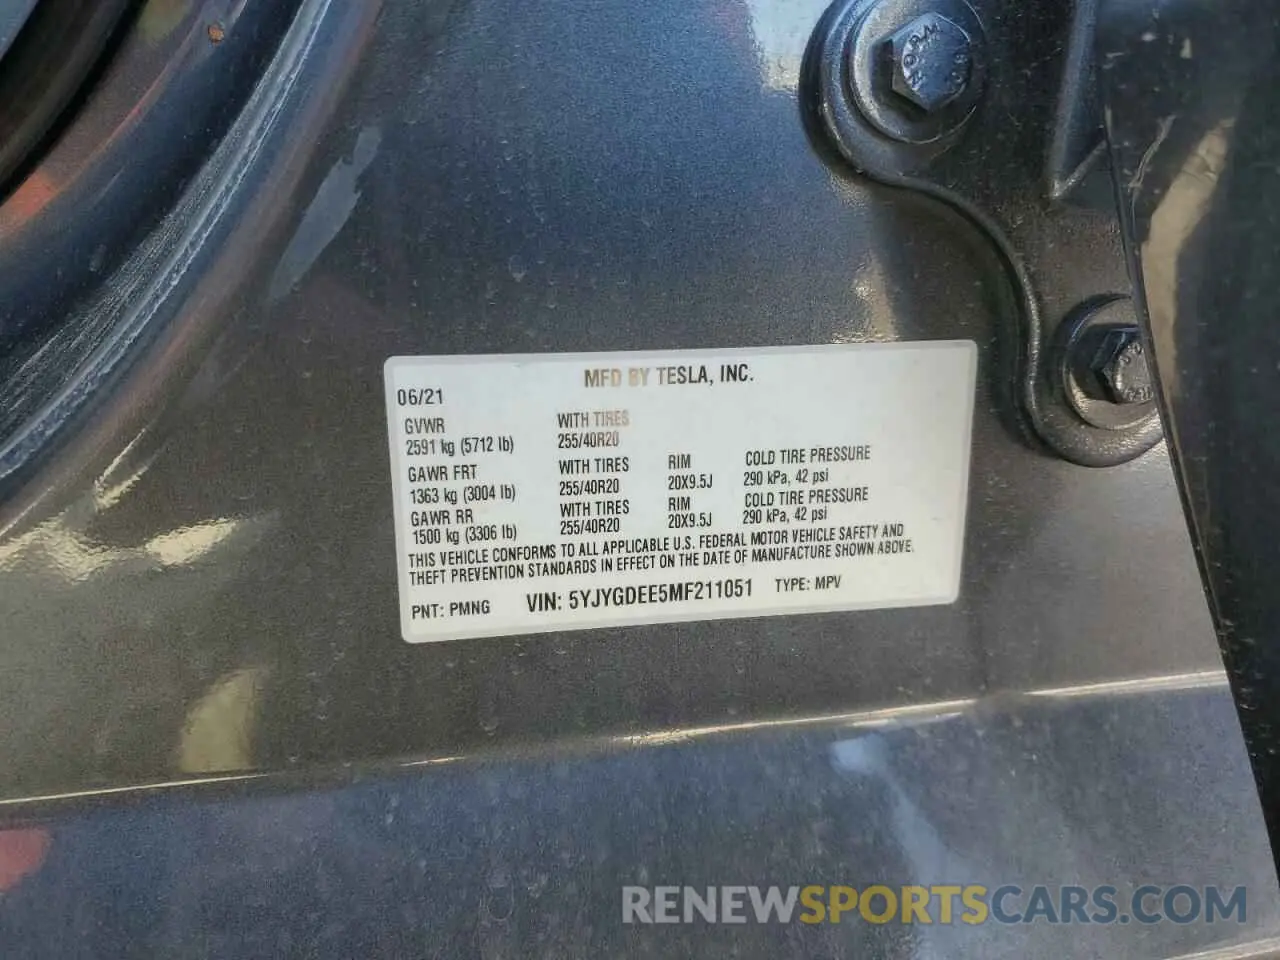 06/21 MFD BY TESLA, INC.
GVWR WITH TIRES
2591 kg (5712 lb) 255/40R20
GAWR FRT WITH TIRES RIM COLD TIRE PRESSURE
1363 kg (3004 lb) 255/40R20 20X9.5J 290 kPa, 42 psi
GAWR RR WITH TIRES RIM COLD TIRE PRESSURE
1500 kg (3306 lb) 255/40R20 20X9.5J 290 kPa, 42 psi
THIS VEHICLE CONFORMS TO ALL APPLICABLE U.S. FEDERAL MOTOR VEHICLE SAFETY AND
THEFT PREVENTION STANDARDS IN EFFECT ON THE DATE OF MANUFACTURE SHOWN ABOVE.
PNT: PMNG VIN: 5YJYGDEE5MF211051 TYPE: MPV
RENEWSPORTSCARS.COM